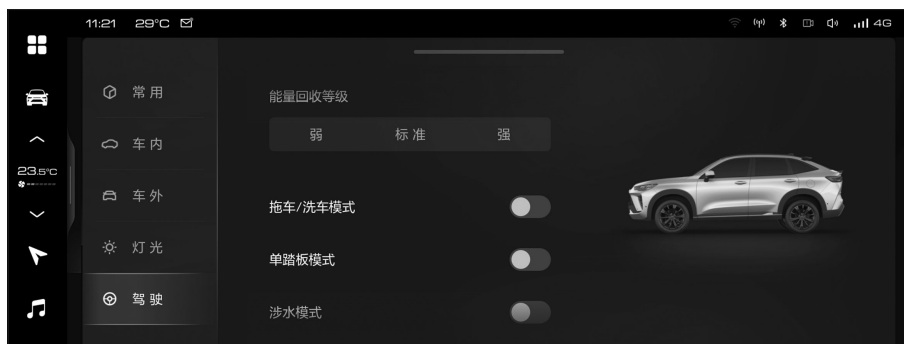 11:21 29°C
4G
常用
车内
车外
灯光
驾驶
23.5°C
能量回收等级
弱 标准 强
拖车/洗车模式
单踏板模式
涉水模式